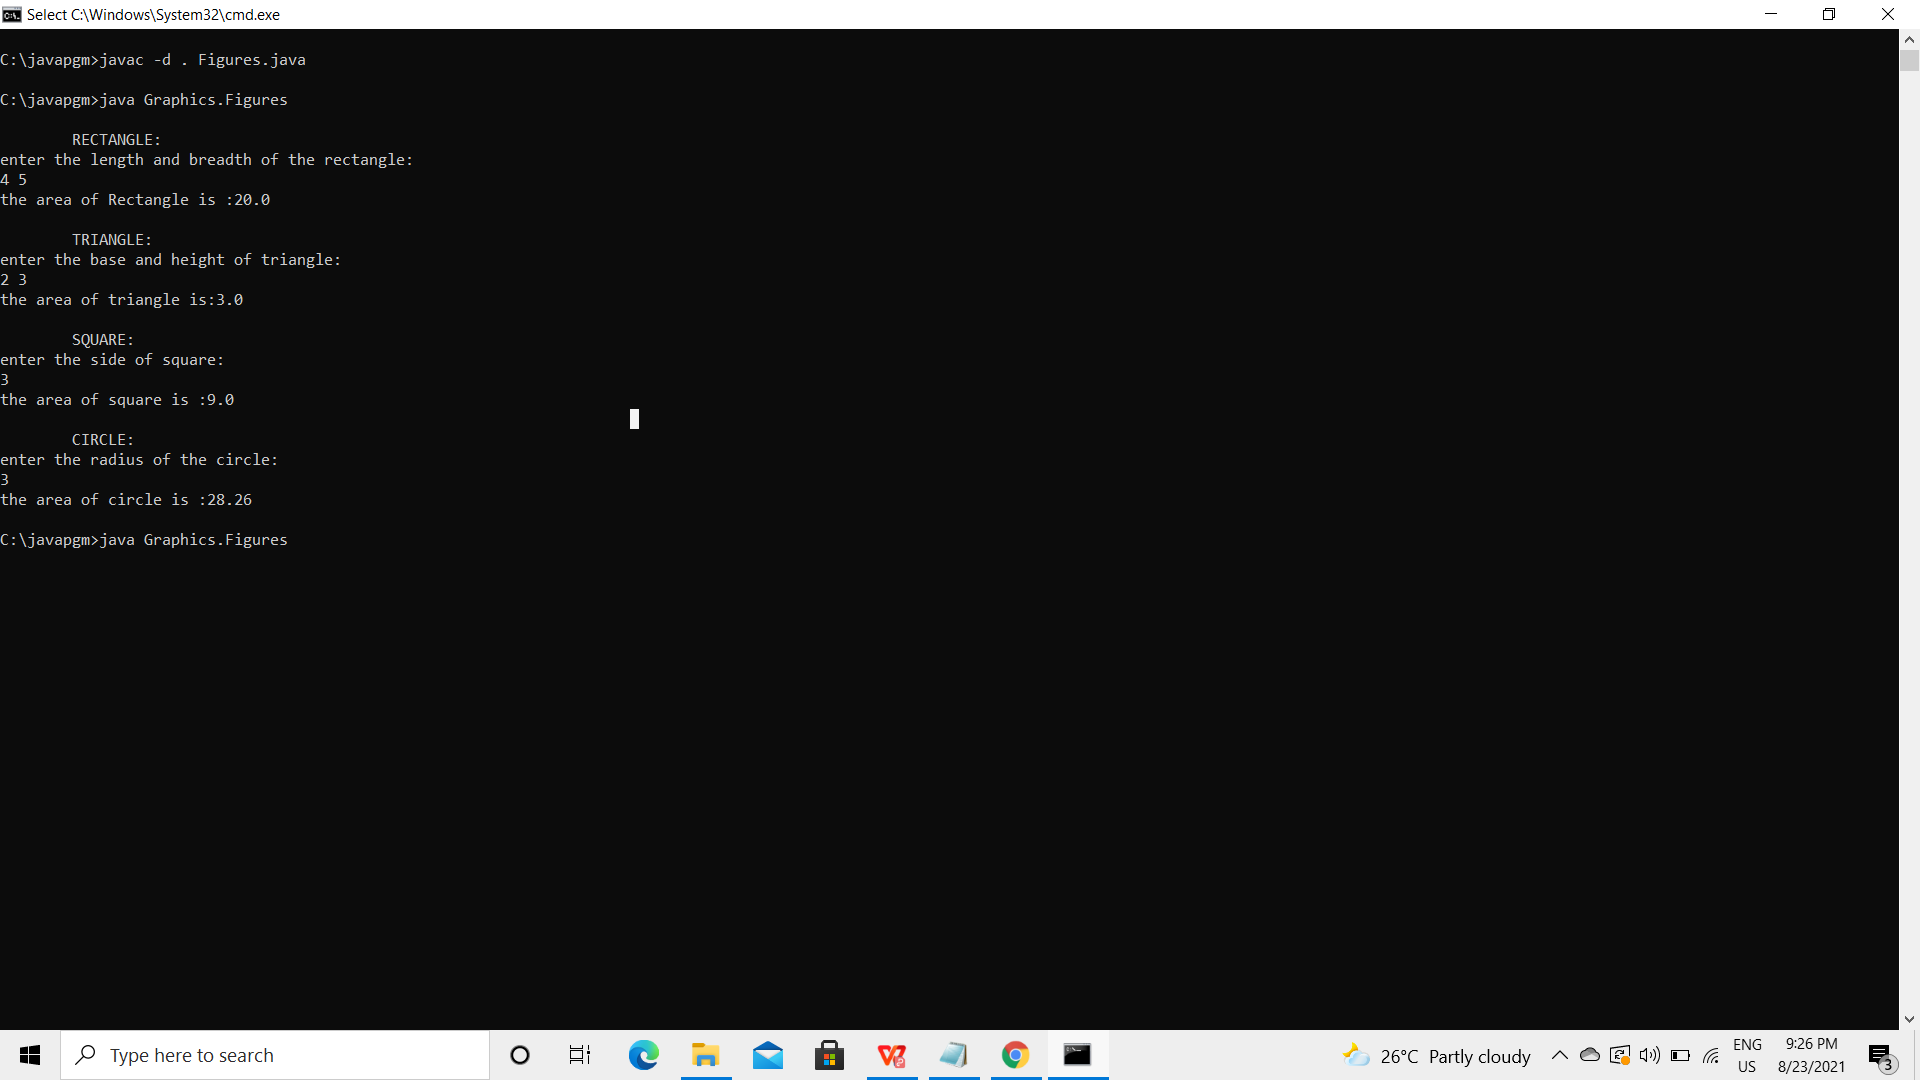 Select C:\Windows\System32\cmd.exe
C:\javapgm>javac -d . Figures.java
C:\javapgm>java Graphics.Figures
RECTANGLE:
enter the length and breadth of the rectangle:
4 5
the area of Rectangle is :20.0
TRIANGLE:
enter the base and height of triangle:
2 3
the area of triangle is:3.0
SQUARE:
enter the side of square:
3
the area of square is :9.0
CIRCLE:
enter the radius of the circle:
3
the area of circle is :28.26
C:\javapgm>java Graphics.Figures
Type here to search
26°C Partly cloudy
ENG
US
9:26 PM
8/23/2021
3